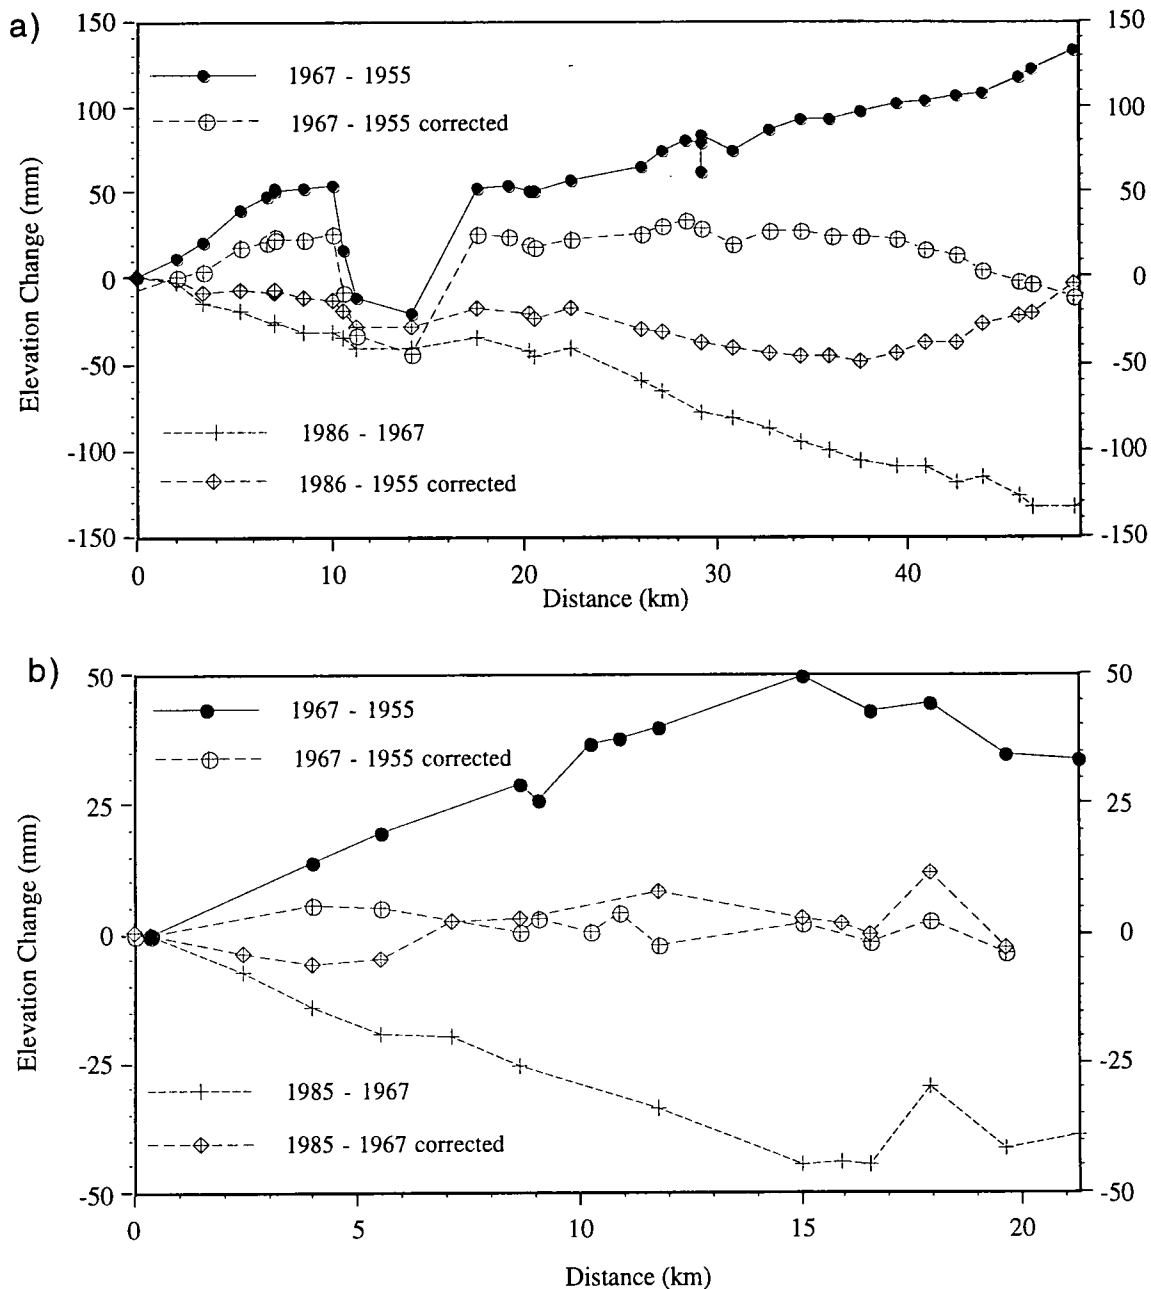 a)
150
100
50
0
-50
-100
-150
150
100
50
0
-50
-100
-150
Elevation Change (mm)
1967 - 1955
1967 - 1955 corrected
1986 - 1967
1986 - 1955 corrected
0
10
20
30
40
Distance (km)
b)
50
25
0
-25
-50
50
25
0
-25
-50
Elevation Change (mm)
1967 - 1955
1967 - 1955 corrected
1985 - 1967
1985 - 1967 corrected
0
5
10
15
20
Distance (km)